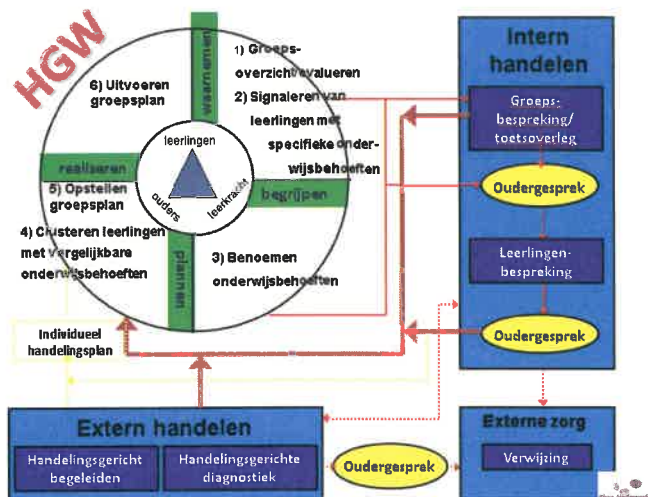 HGW
waarnemen
1) Groeps-
overzicht evalueren
2) Signaleren van
leerlingen met
specifieke onder-
wijsbehoeften
6) Uitvoeren
groepsplan
leerlingen
ouders
leerkracht
realiseren
begrijpen
5) Opstellen
groepsplan
4) Clusteren leerlingen
met vergelijkbare
onderwijsbehoeften
plannen
3) Benoemen
onderwijsbehoeften
Individueel
handelingsplan
Intern
handelen
Groeps-
bespreking/
toetsoverleg
Oudergesprek
Leerlingen-
bespreking
Oudergesprek
Extern handelen
Handelingsgericht
begeleiden
Handelingsgerichte
diagnostiek
Oudergesprek
Externe zorg
Verwijzing